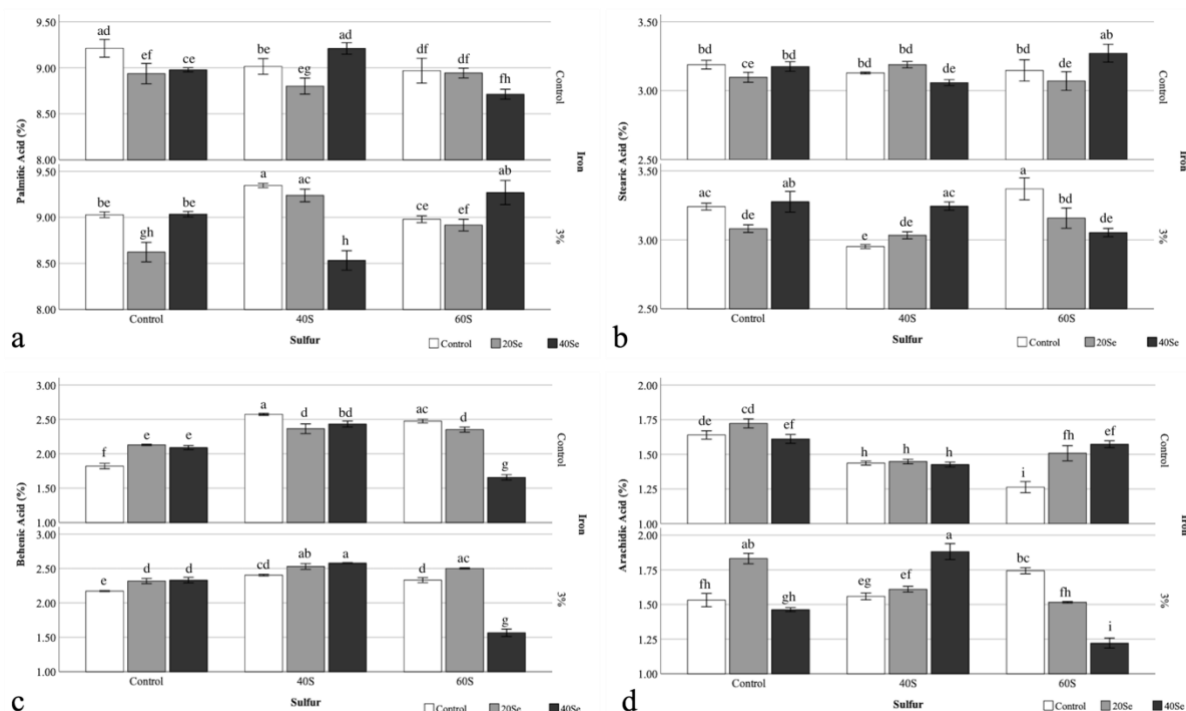 9.50
ad
ef
ce
be
eg
ad
df
df
fh
9.00
8.50
8.00
Control
Palmitic Acid (%)
Iron
9.50
be
gh
be
a
ac
h
ce
ef
ab
9.00
8.50
8.00
3%
Control
40S
60S
Sulfur
Control
20Se
40Se
a
3.50
bd
ce
bd
bd
bd
de
bd
de
ab
3.00
2.50
Control
Stearic Acid (%)
Iron
3.50
ac
de
ab
e
de
ac
a
bd
de
3.00
2.50
3%
Control
40S
60S
Sulfur
Control
20Se
40Se
b
3.00
f
e
e
a
d
bd
ac
d
g
2.50
2.00
1.50
1.00
Control
Behenic Acid (%)
Iron
3.00
e
d
d
cd
ab
a
d
ac
g
2.50
2.00
1.50
1.00
3%
Control
40S
60S
Sulfur
Control
20Se
40Se
c
2.00
de
cd
ef
h
h
h
i
fh
ef
1.75
1.50
1.25
1.00
Control
Arachidic Acid (%)
Iron
2.00
fh
ab
gh
eg
ef
a
bc
fh
i
1.75
1.50
1.25
1.00
3%
Control
40S
60S
Sulfur
Control
20Se
40Se
d